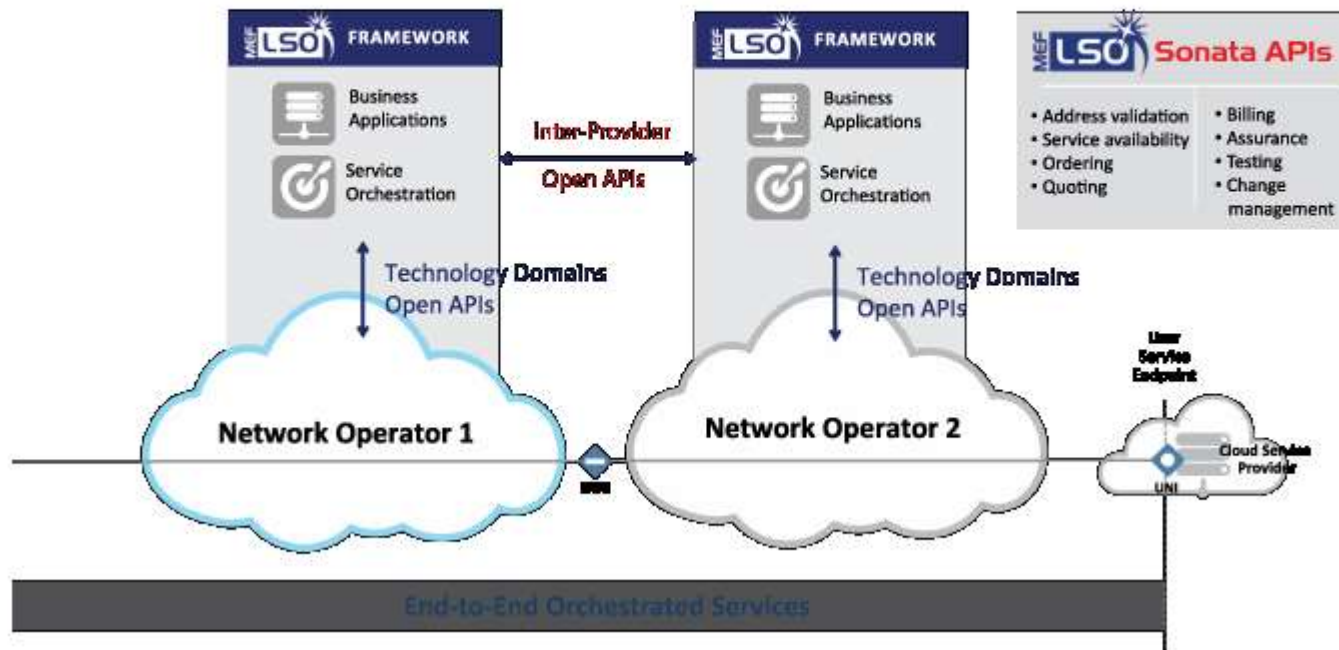 MEF LSO FRAMEWORK
Business
Applications
Service
Orchestration
Technology Domains
Open APIs
Network Operator 1
Inter-Provider
Open APIs
MEF LSO FRAMEWORK
Business
Applications
Service
Orchestration
Technology Domains
Open APIs
Network Operator 2
MEF LSO Sonata APIs
• Address validation
• Service availability
• Ordering
• Quoting
• Billing
• Assurance
• Testing
• Change
management
User
Service
Endpoint
Cloud Service
Provider
UNI
End-to-End Orchestrated Services